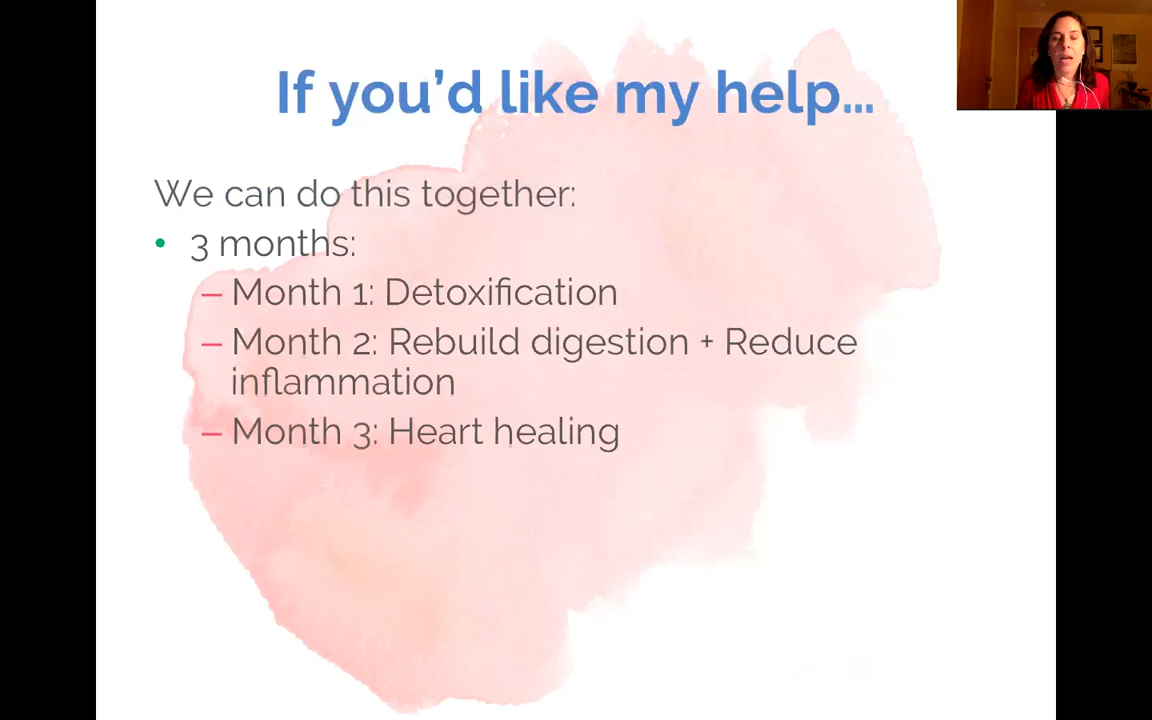 If you'd like my help...
We can do this together:
• 3 months:
– Month 1: Detoxification
– Month 2: Rebuild digestion + Reduce
inflammation
– Month 3: Heart healing